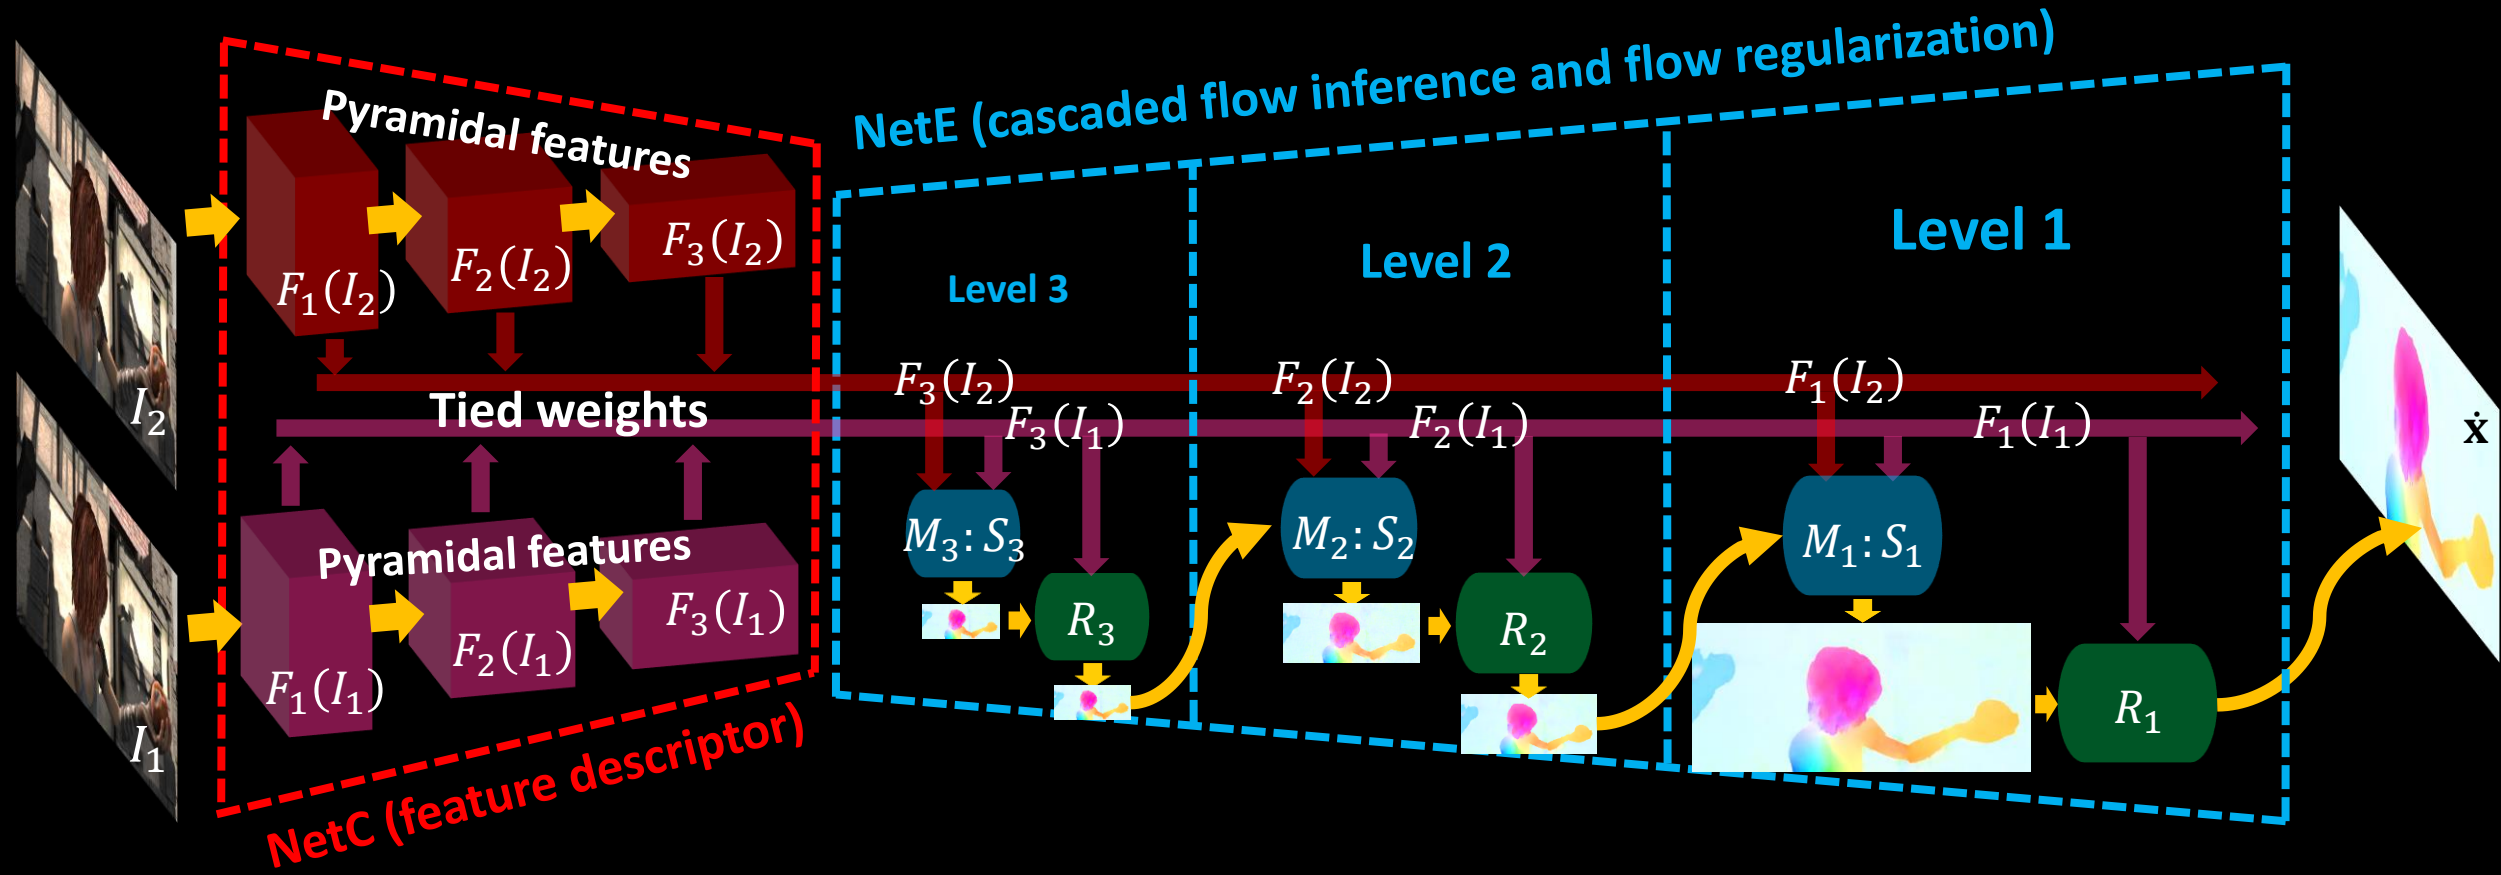 NetE (cascaded flow inference and flow regularization)
Pyramidal features
F₁(I₂)
F₂(I₂)
F₃(I₂)
I₂
Level 3
Level 2
Level 1
Tied weights
F₃(I₂)
F₃(I₁)
F₂(I₂)
F₂(I₁)
F₁(I₂)
F₁(I₁)
ẋ
Pyramidal features
F₁(I₁)
F₂(I₁)
F₃(I₁)
I₁
M₃: S₃
R₃
M₂: S₂
R₂
M₁: S₁
R₁
NetC (feature descriptor)